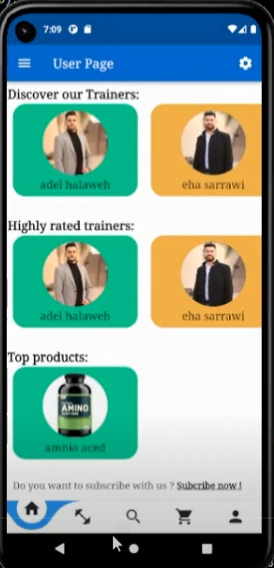 7:09
User Page
Discover our Trainers:
adel halaweh
eha sarrawi
Highly rated trainers:
adel halaweh
eha sarrawi
Top products:
AMINO
amnio aced
Do you want to subscribe with us ? Subcribe now !